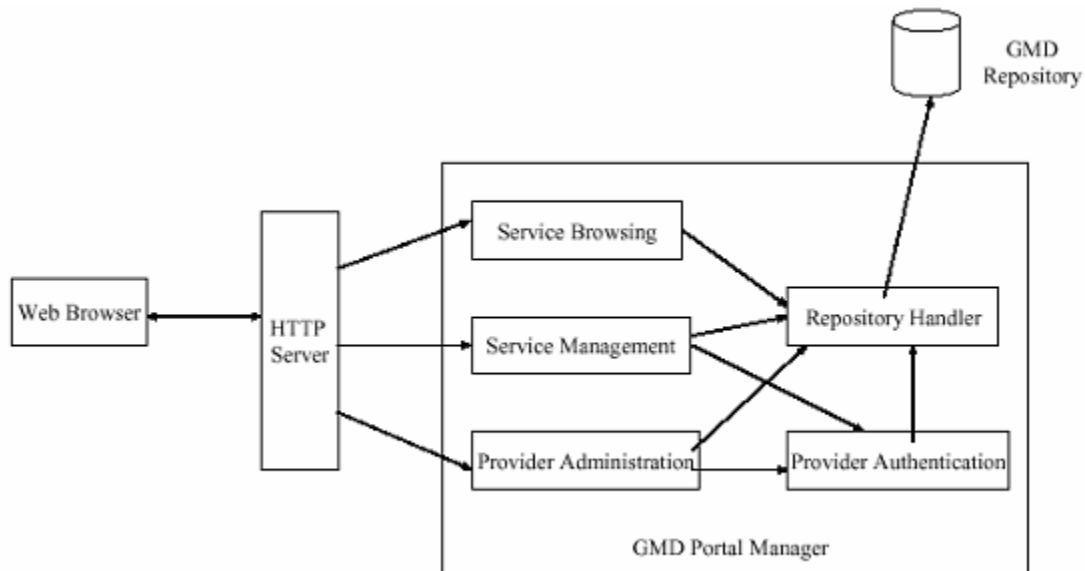 GMD
Repository
Service Browsing
Web Browser
HTTP
Server
Service Management
Repository Handler
Provider Administration
Provider Authentication
GMD Portal Manager